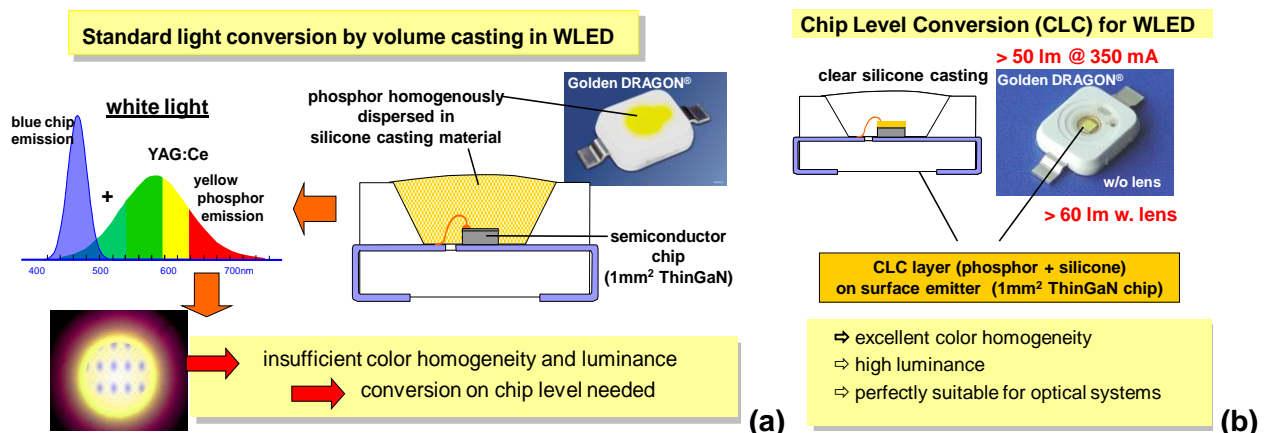 Standard light conversion by volume casting in WLED
white light
blue chip
emission
YAG:Ce
+
yellow
phosphor
emission
400 500 600 700nm
phosphor homogenously
dispersed in
silicone casting material
Golden DRAGON®
semiconductor
chip
(1mm² ThinGaN)
insufficient color homogeneity and luminance
conversion on chip level needed
(a)
Chip Level Conversion (CLC) for WLED
> 50 lm @ 350 mA
clear silicone casting
Golden DRAGON®
w/o lens
> 60 lm w. lens
CLC layer (phosphor + silicone)
on surface emitter (1mm² ThinGaN chip)
⇨ excellent color homogeneity
⇨ high luminance
⇨ perfectly suitable for optical systems
(b)